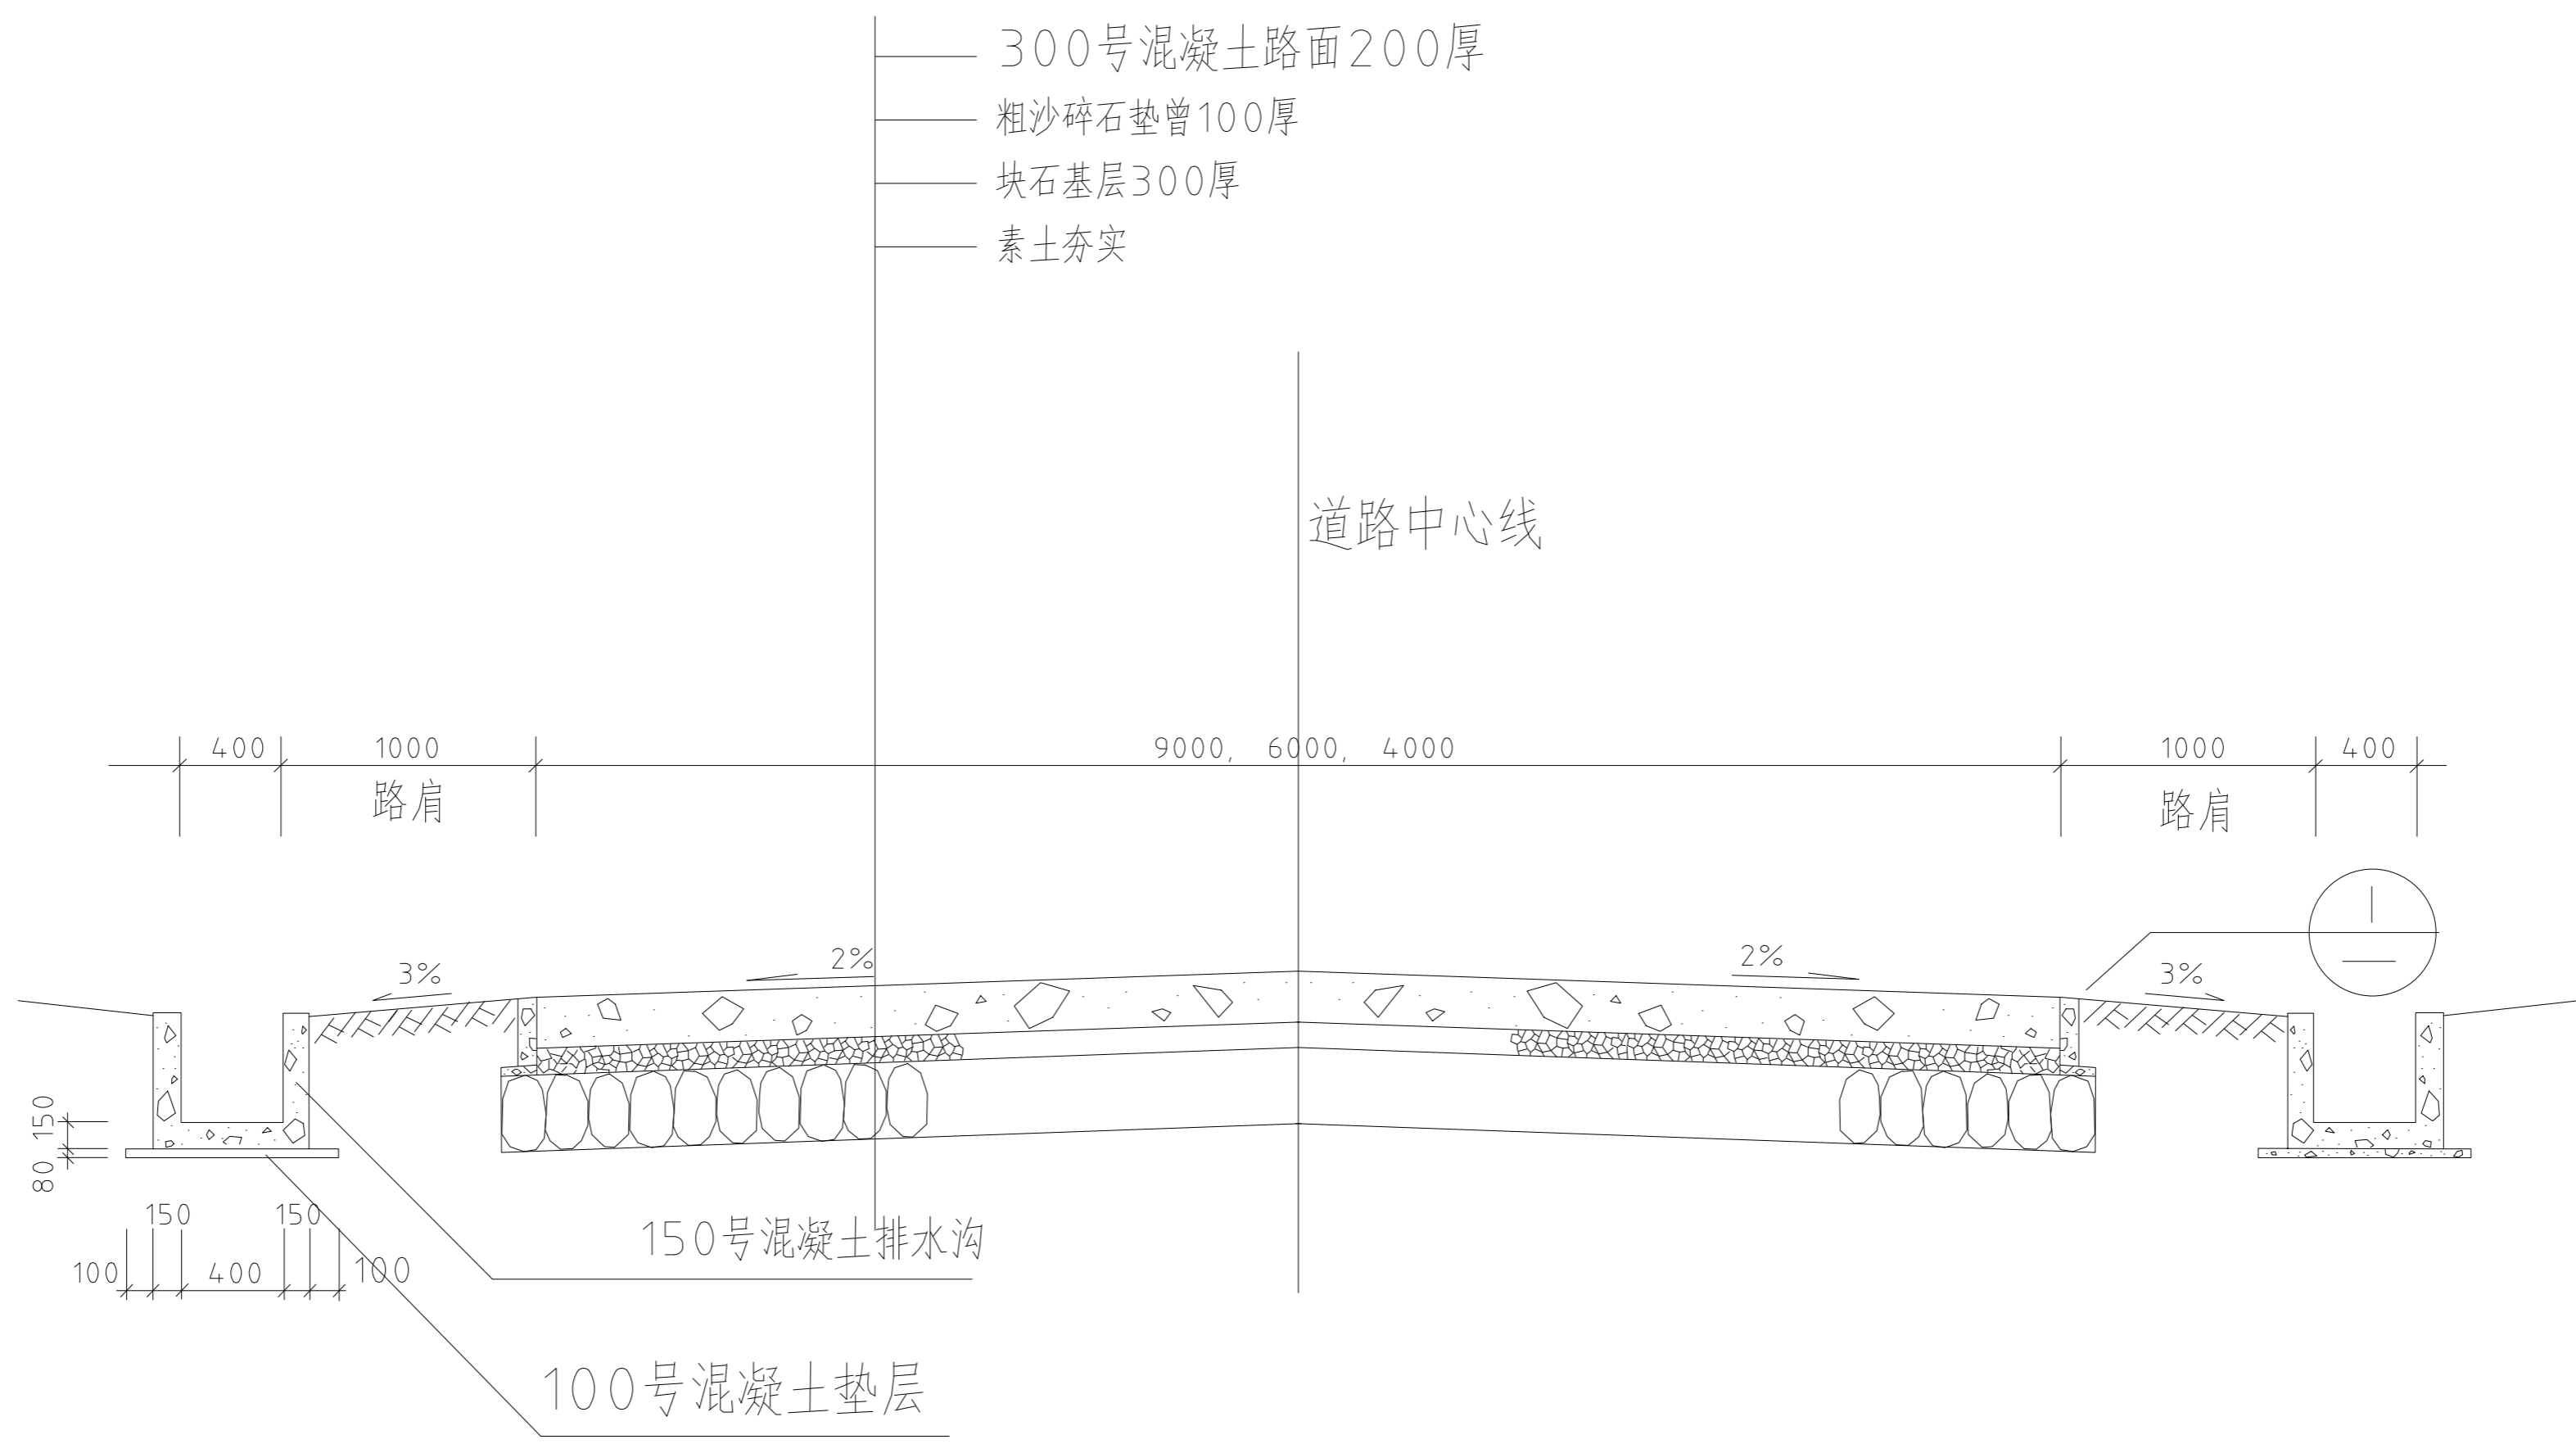 300号混凝土路面200厚
粗沙碎石垫曾100厚
块石基层300厚
素土夯实
道路中心线
400 1000 9000, 6000, 4000 1000 400
路肩 路肩
3% 2% 2% 3%
150
80
150 150
100 400 100
150号混凝土排水沟
100号混凝土垫层